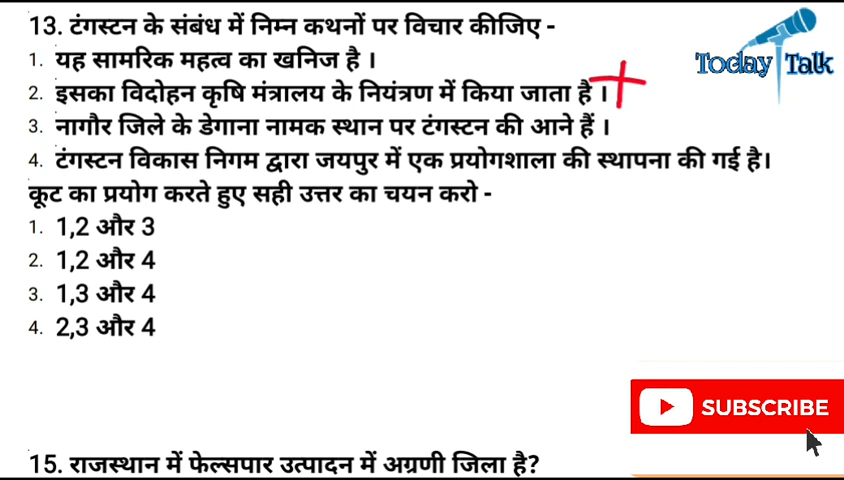 13. टंगस्टन के संबंध में निम्न कथनों पर विचार कीजिए -
Today Talk
1. यह सामरिक महत्व का खनिज है ।
2. इसका विदोहन कृषि मंत्रालय के नियंत्रण में किया जाता है ।
3. नागौर जिले के डेगाना नामक स्थान पर टंगस्टन की आने हैं ।
4. टंगस्टन विकास निगम द्वारा जयपुर में एक प्रयोगशाला की स्थापना की गई है।
कूट का प्रयोग करते हुए सही उत्तर का चयन करो -
1. 1,2 और 3
2. 1,2 और 4
3. 1,3 और 4
4. 2,3 और 4
SUBSCRIBE
15. राजस्थान में फेल्सपार उत्पादन में अग्रणी जिला है?